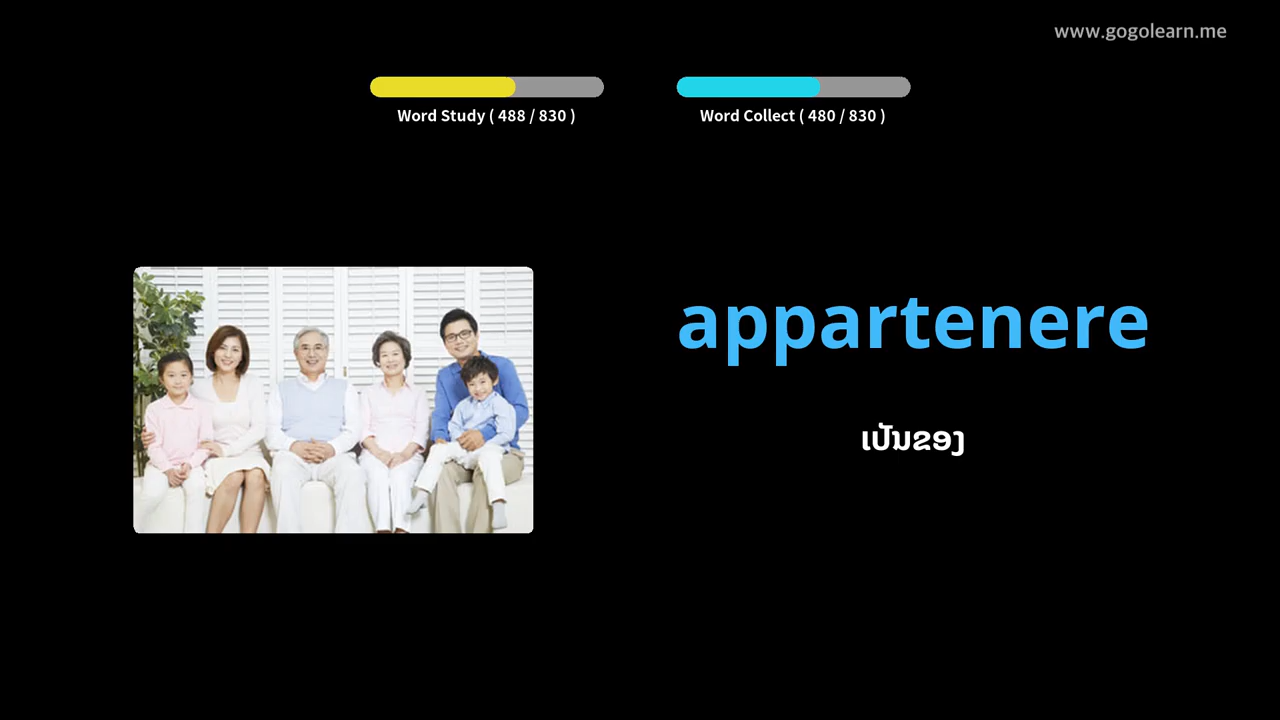 www.gogolearn.me
Word Study ( 488 / 830 )
Word Collect ( 480 / 830 )
appartenere
ເປັນຂອງ